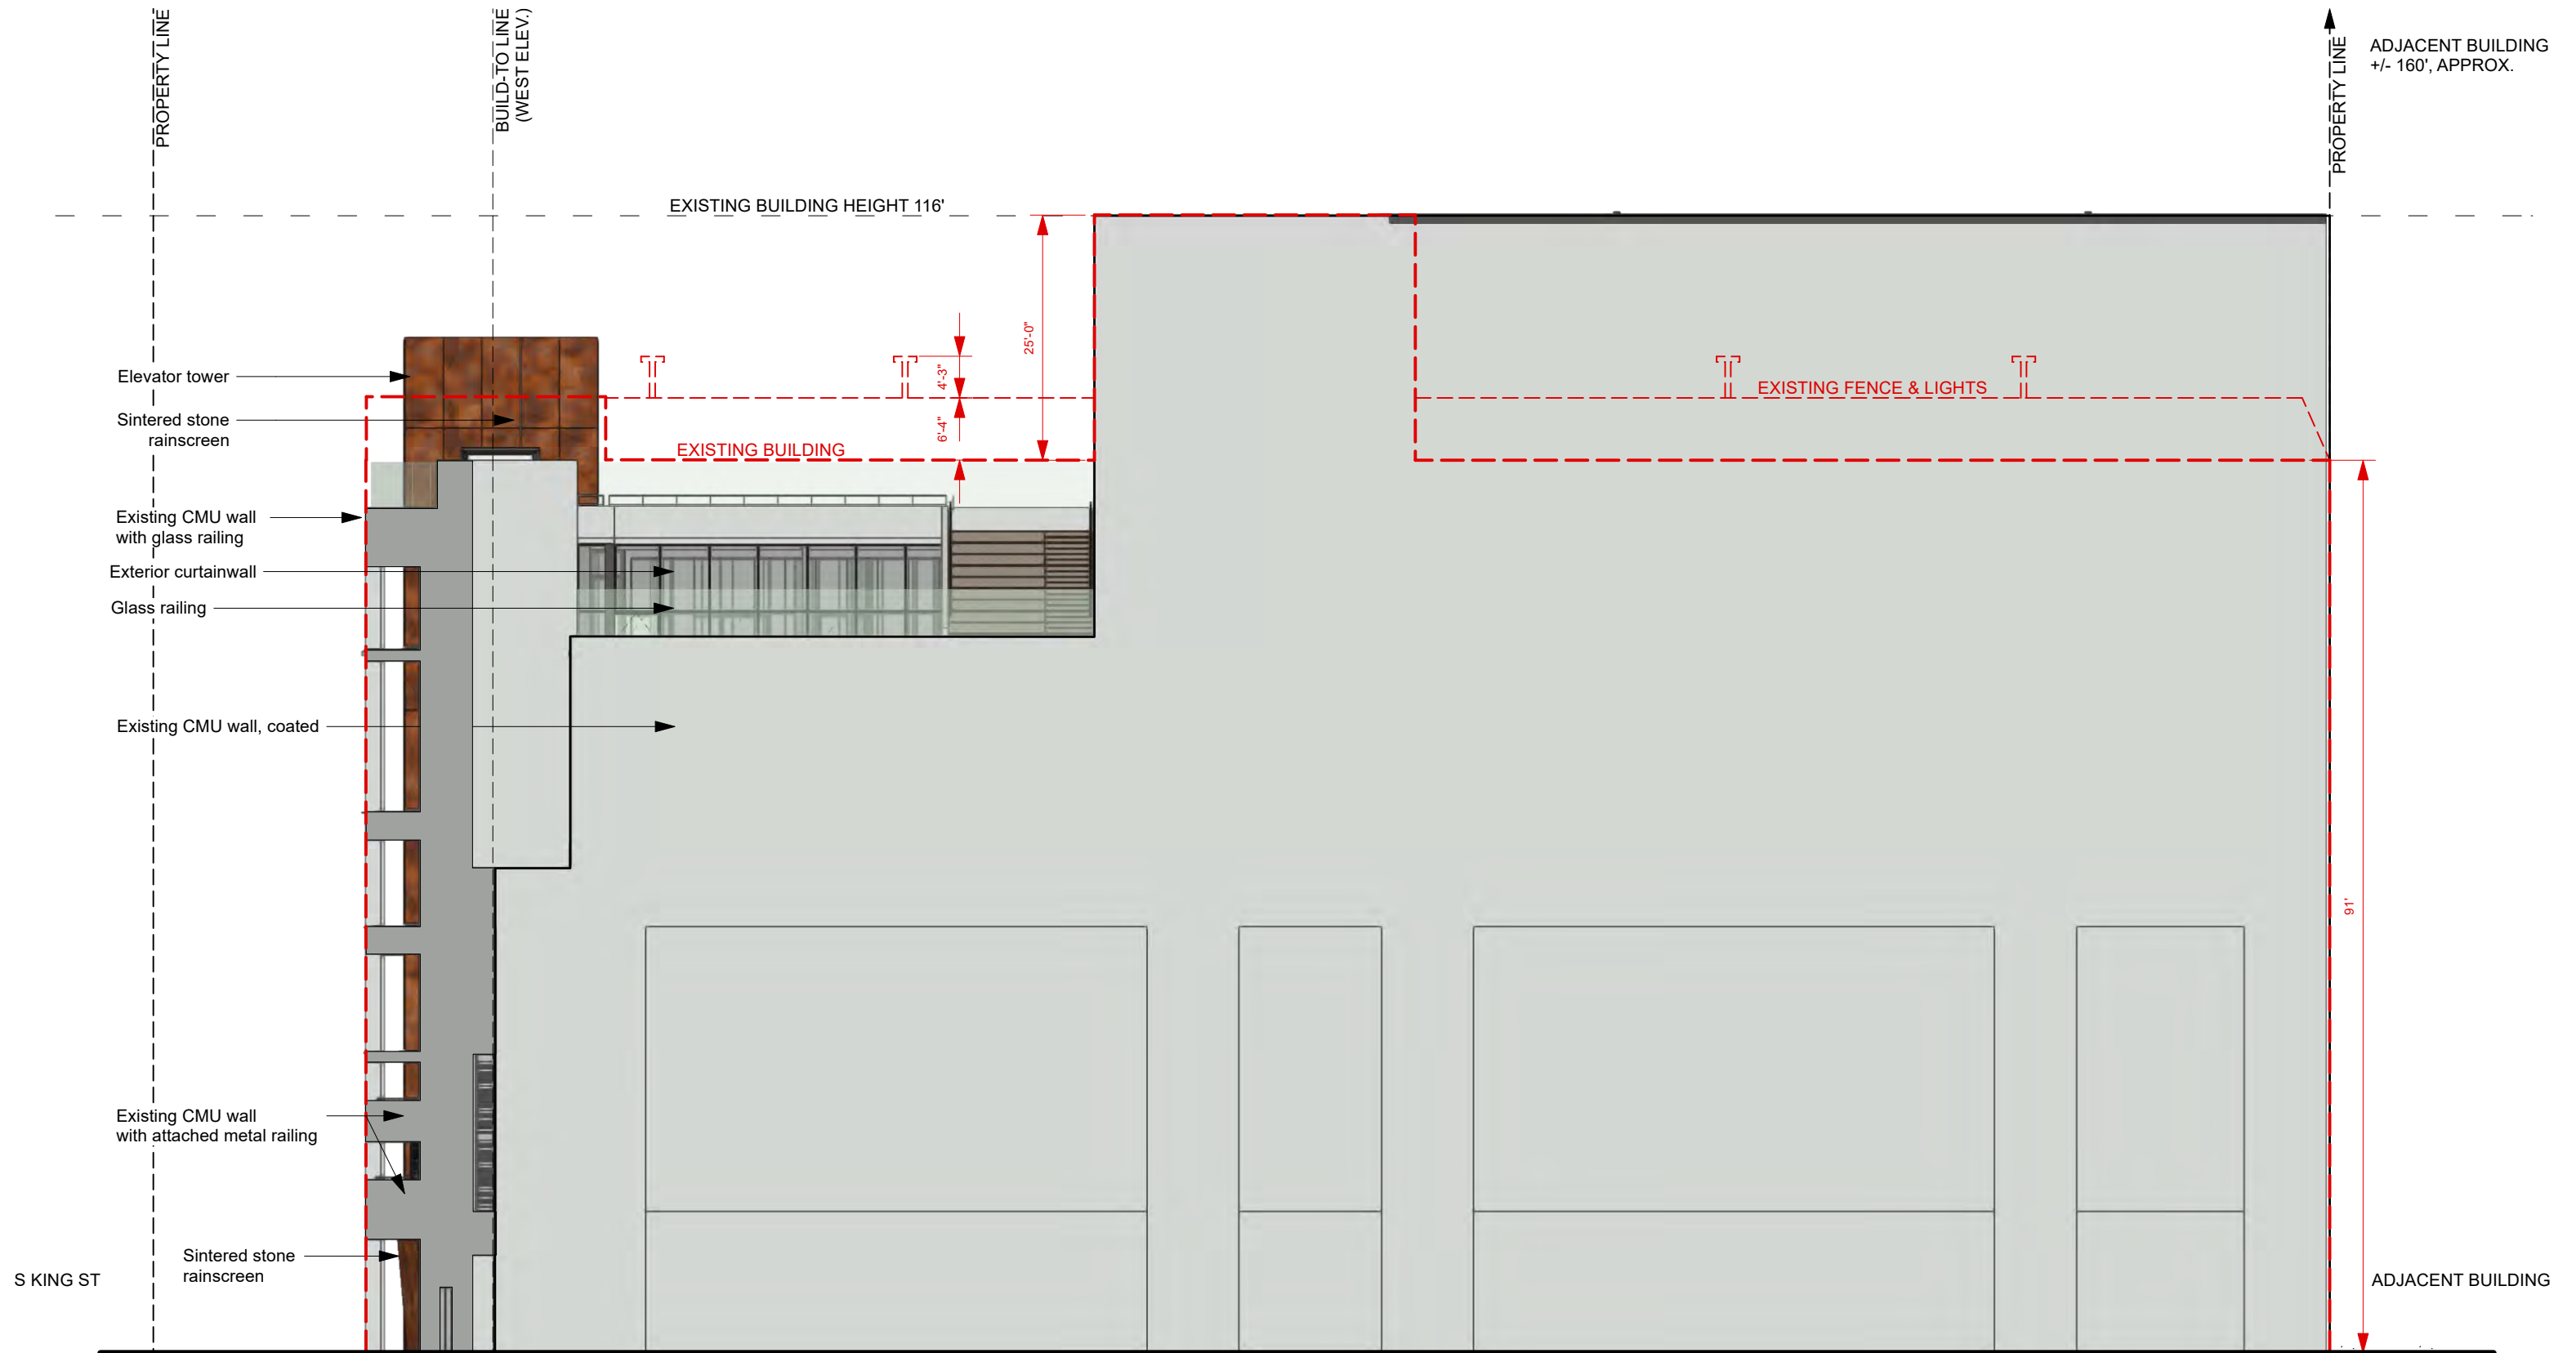 PROPERTY LINE
BUILD-TO LINE
(WEST ELEV.)
PROPERTY LINE
ADJACENT BUILDING
+/- 160', APPROX.
EXISTING BUILDING HEIGHT 116'
25'-0"
4'-3"
6'-4"
Elevator tower
EXISTING FENCE & LIGHTS
Sintered stone
rainscreen
EXISTING BUILDING
Existing CMU wall
with glass railing
Exterior curtainwall
Glass railing
Existing CMU wall, coated
91'
Existing CMU wall
with attached metal railing
Sintered stone
rainscreen
S KING ST
ADJACENT BUILDING